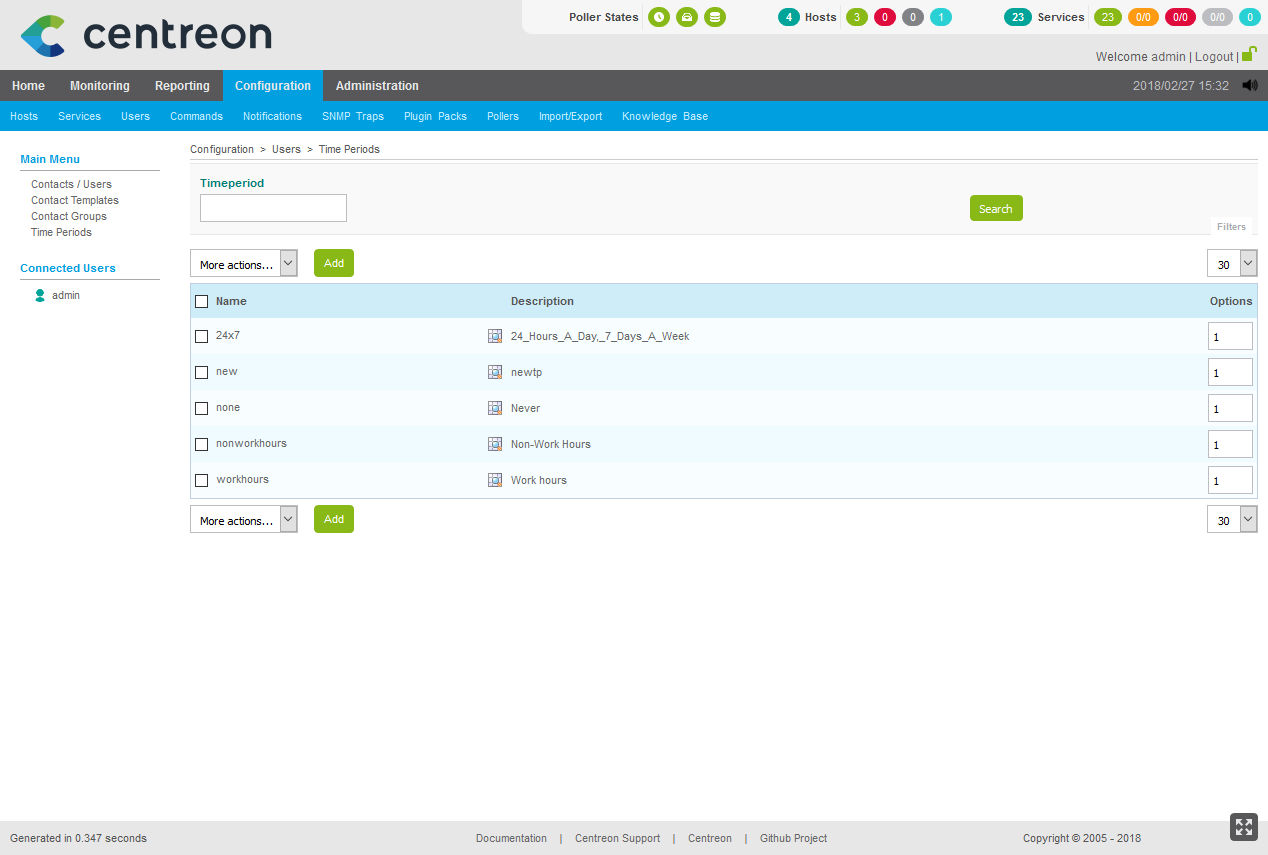 centreon
Poller States 4 Hosts 3 0 0 1 23 Services 23 0/0 0/0 0/0 0
Welcome admin | Logout |
Home Monitoring Reporting Configuration Administration 2018/02/27 15:32
Hosts Services Users Commands Notifications SNMP Traps Plugin Packs Pollers Import/Export Knowledge Base
Configuration > Users > Time Periods
Main Menu
Contacts / Users
Contact Templates
Contact Groups
Time Periods
Connected Users
admin
Timeperiod
Search
Filters
More actions... Add 30
Name Description Options
24x7 24_Hours_A_Day,_7_Days_A_Week 1
new newtp 1
none Never 1
nonworkhours Non-Work Hours 1
workhours Work hours 1
More actions... Add 30
Generated in 0.347 seconds Documentation | Centreon Support | Centreon | Github Project Copyright © 2005 - 2018